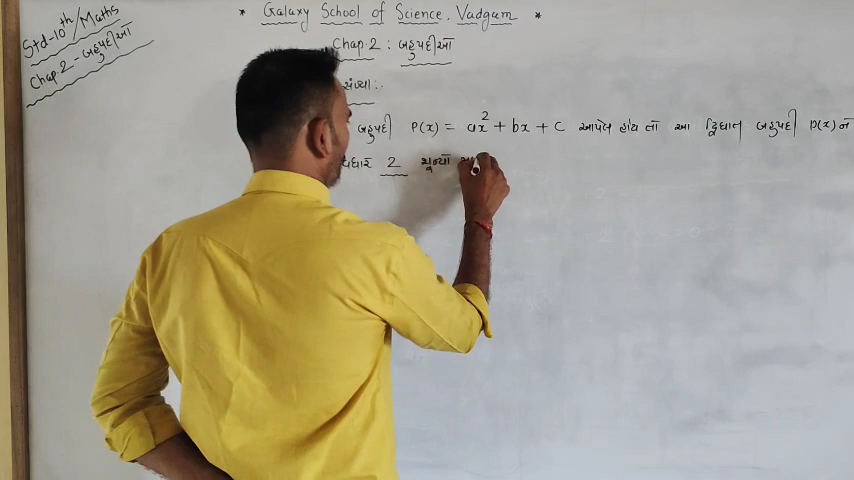 Std-10th/Maths
Chap.2 - બહુપદીઓ
* Galaxy School of Science, Vadgam *
Chap.2 : બહુપદીઓ
સંખ્યા :-
બહુપદી P(x) = ax² + bx + c આપેલ હોય તો આ દ્વિઘાત બહુપદી p(x) ને
2 શૂન્યો